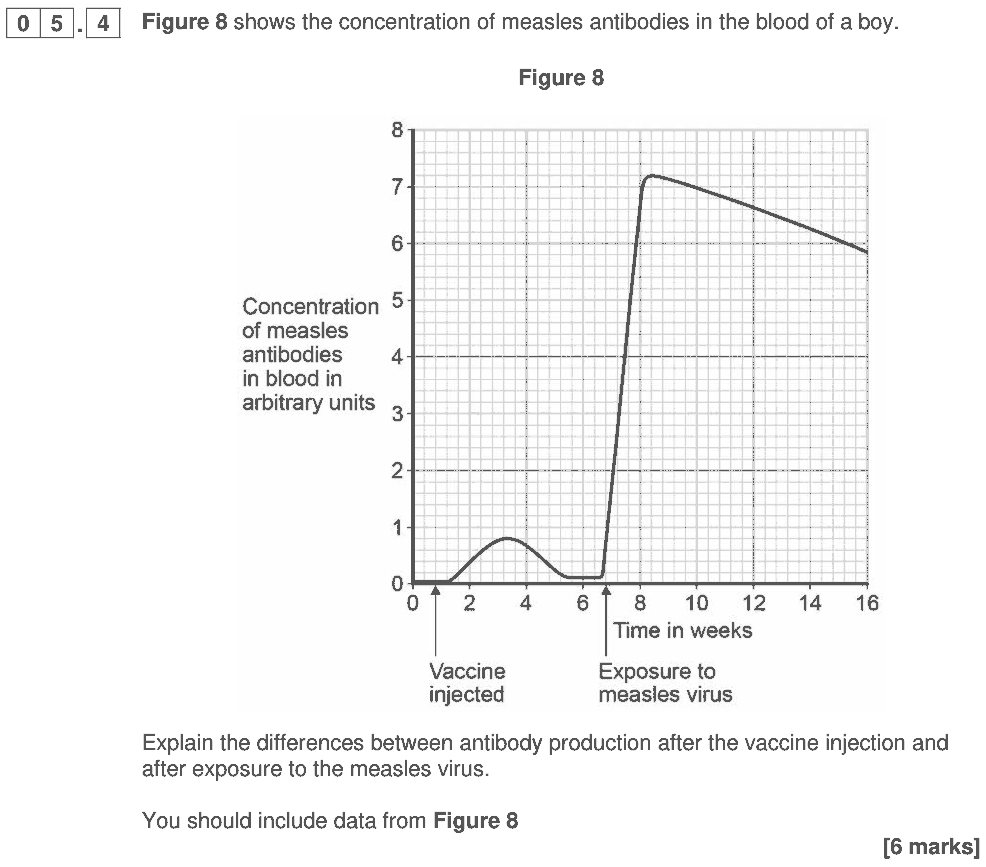 0 5 . 4 Figure 8 shows the concentration of measles antibodies in the blood of a boy.
Figure 8
8
7
6
5
4
3
2
1
0
Concentration
of measles
antibodies
in blood in
arbitrary units
0 2 4 6 8 10 12 14 16
Time in weeks
Vaccine
injected
Exposure to
measles virus
Explain the differences between antibody production after the vaccine injection and
after exposure to the measles virus.
You should include data from Figure 8
[6 marks]